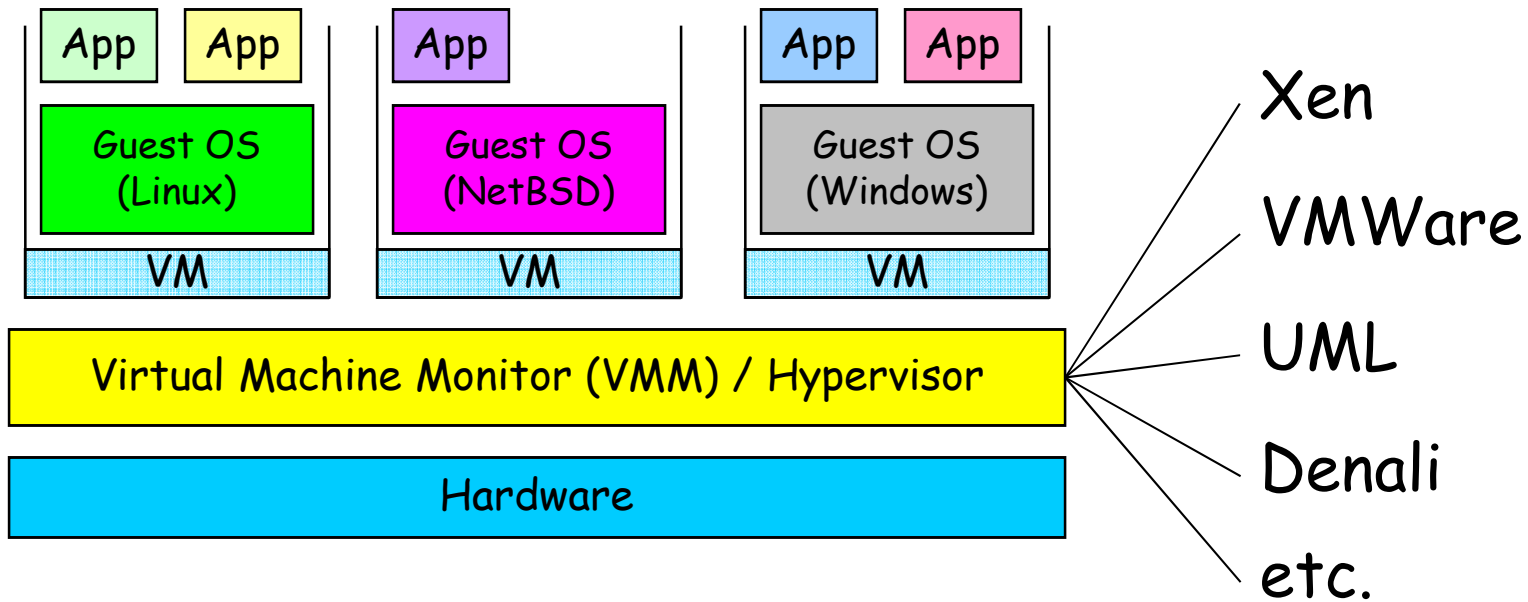 App App App App App
Guest OS
(Linux)
Guest OS
(NetBSD)
Guest OS
(Windows)
VM VM VM
Virtual Machine Monitor (VMM) / Hypervisor
Hardware
Xen
VMWare
UML
Denali
etc.